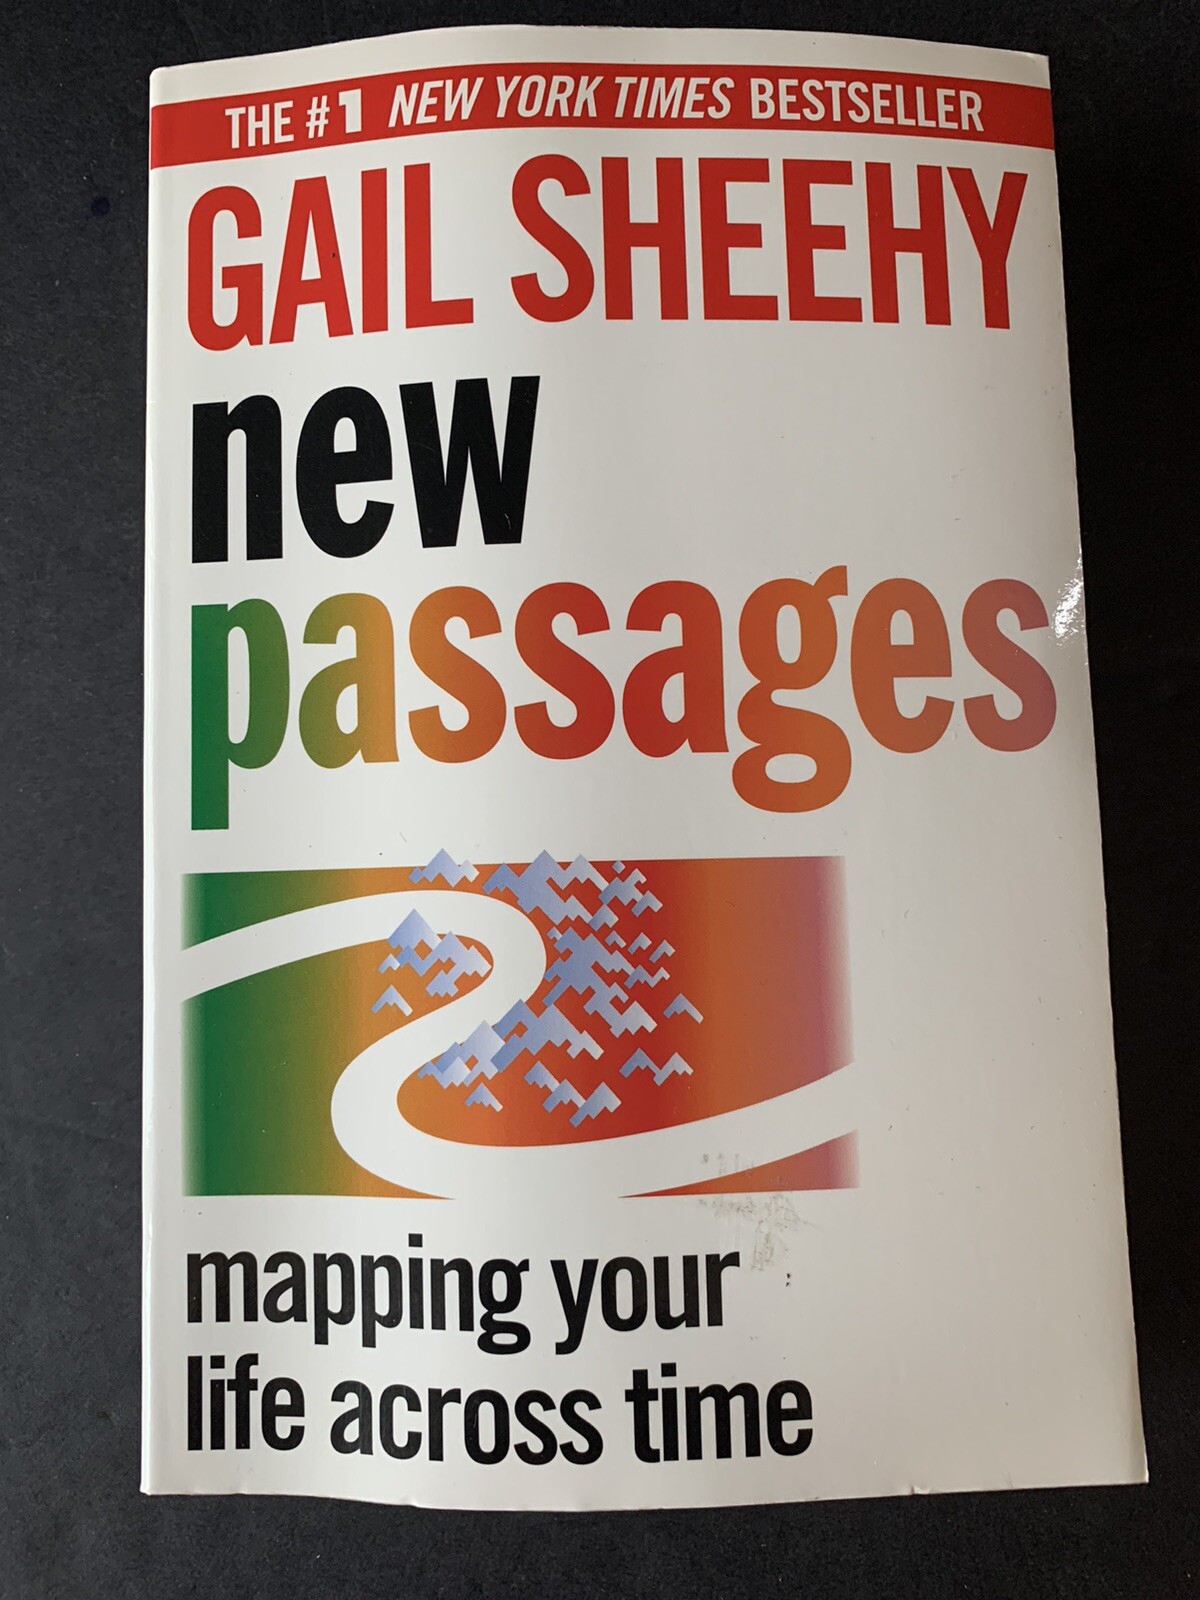 THE #1 NEW YORK TIMES BESTSELLER
GAIL SHEEHY
new
passages
mapping your
life across time